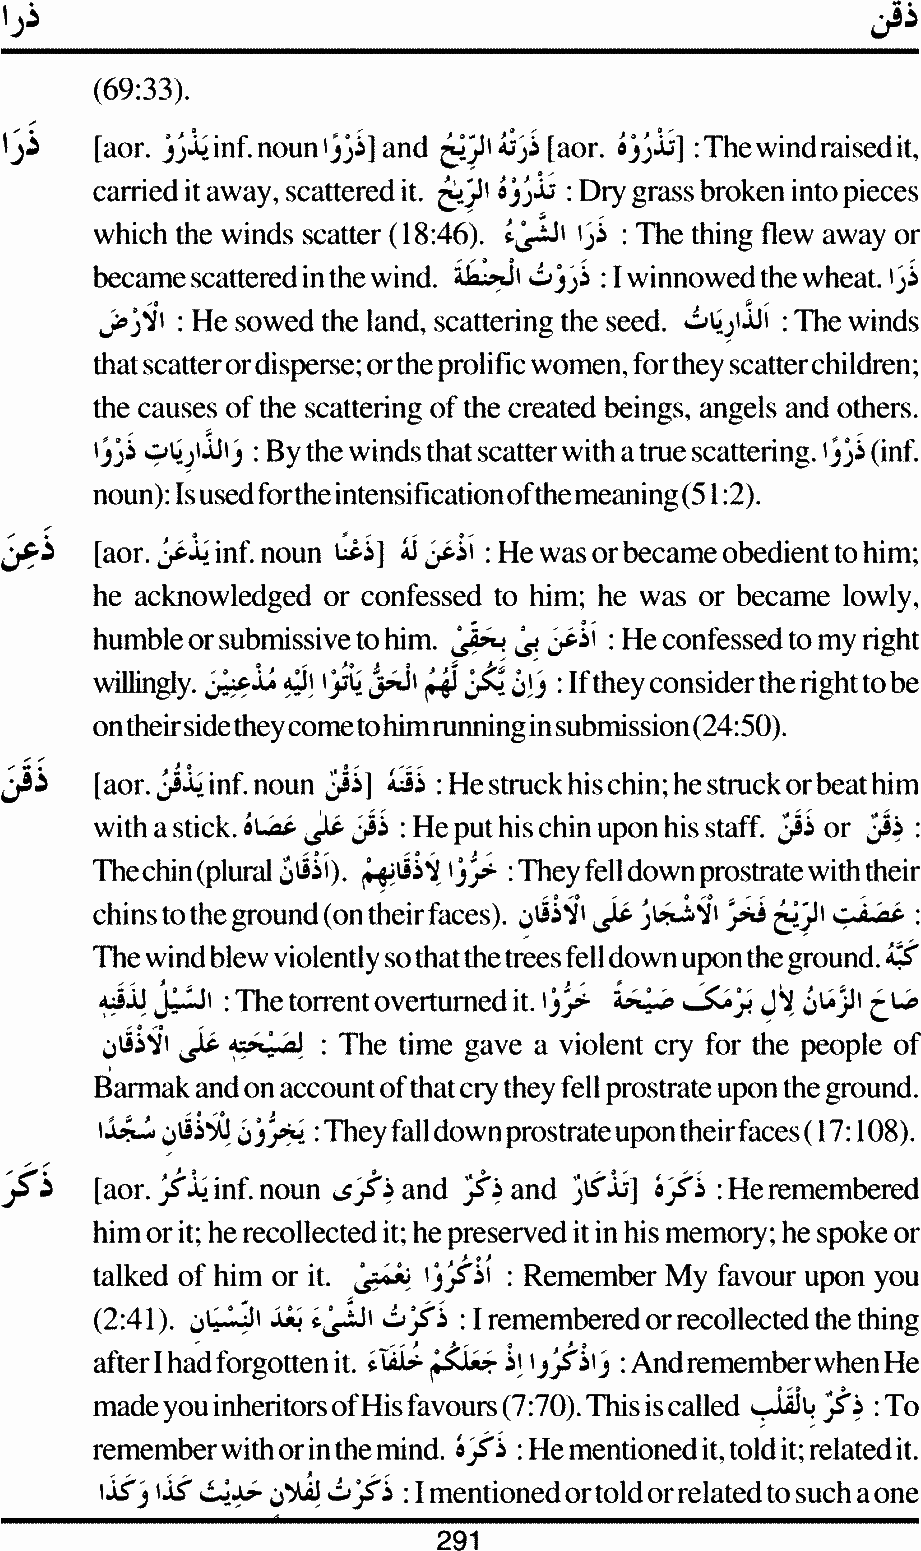 ذرا ذقن
(69:33).
ذَرَا [aor. يَذْرُوْ inf. noun ذَرْوًا] and ذَرَتْهُ الرِّيْحُ [aor. تَذْرُوْهُ] : The wind raised it,
carried it away, scattered it. تَذْرُوْهُ الرِّيٰحُ : Dry grass broken into pieces
which the winds scatter (18:46). ذَرَا الشَّىْءُ : The thing flew away or
became scattered in the wind. ذَرَوْتُ الْحِنْطَةَ : I winnowed the wheat. ذَرَا
الْاَرْضَ : He sowed the land, scattering the seed. اَلذَّارِيَاتُ : The winds
that scatter or disperse; or the prolific women, for they scatter children;
the causes of the scattering of the created beings, angels and others.
وَالذَّارِيَاتِ ذَرْوًا : By the winds that scatter with a true scattering. ذَرْوًا (inf.
noun): Is used for the intensification of the meaning (51:2).
ذَعِنَ [aor. يَذْعَنُ inf. noun ذَعْنًا] اَذْعَنَ لَهُ : He was or became obedient to him;
he acknowledged or confessed to him; he was or became lowly,
humble or submissive to him. اَذْعَنَ بِىْ بِحَقِّىْ : He confessed to my right
willingly. وَاِنْ يَّكُنْ لَّهُمُ الْحَقُّ يَاْتُوْا اِلَيْهِ مُذْعِنِيْنَ : If they consider the right to be
on their side they come to him running in submission (24:50).
ذَقَنَ [aor. يَذْقُنُ inf. noun ذَقْنٌ] ذَقَنَهُ : He struck his chin; he struck or beat him
with a stick. ذَقَنَ عَلٰى عَصَاهُ : He put his chin upon his staff. ذَقْنٌ or ذِقْنٌ :
The chin (plural اَذْقَانٌ). خَرُّوْا لِاَذْقَانِهِمْ : They fell down prostrate with their
chins to the ground (on their faces). عَصَفَتِ الرِّيْحُ فَخَرَّ الْاَشْجَارُ عَلَى الْاَذْقَانِ :
The wind blew violently so that the trees fell down upon the ground. كَبَّهُ
السَّيْلُ لِذَقَنِهِ : The torrent overturned it. صَاحَ الزَّمَانُ لِاٰلِ بَرْمَكَ صَيْحَةً خَرُّوْا
لِصَيْحَتِهِ عَلَى الْاَذْقَانِ : The time gave a violent cry for the people of
Barmak and on account of that cry they fell prostrate upon the ground.
يَخِرُّوْنَ لِلْاَذْقَانِ سُجَّدًا : They fall down prostrate upon their faces (17:108).
ذَكَرَ [aor. يَذْكُرُ inf. noun ذِكْرٰى and ذِكْرٌ and تَذْكَارٌ] ذَكَرَهُ : He remembered
him or it; he recollected it; he preserved it in his memory; he spoke or
talked of him or it. اُذْكُرُوْا نِعْمَتِىْ : Remember My favour upon you
(2:41). ذَكَرْتُ الشَّىْءَ بَعْدَ النِّسْيَانِ : I remembered or recollected the thing
after I had forgotten it. وَاذْكُرُوا اِذْ جَعَلَكُمْ خُلَفَآءَ : And remember when He
made you inheritors of His favours (7:70). This is called ذِكْرٌ بِالْقَلْبِ : To
remember with or in the mind. ذَكَرَهُ : He mentioned it, told it; related it.
ذَكَرْتُ لِفُلَانٍ حَدِيْثَ كَذَا وَكَذَا : I mentioned or told or related to such a one
291